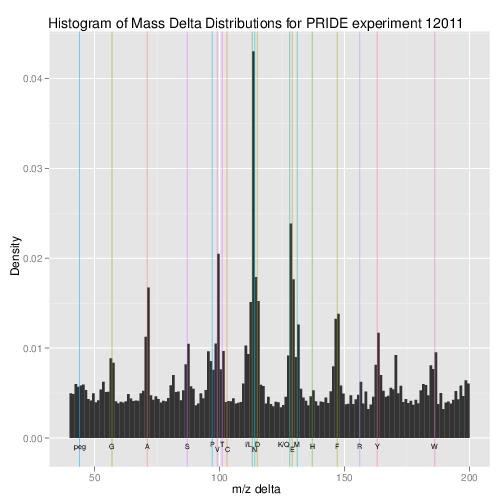 Histogram of Mass Delta Distributions for PRIDE experiment 12011
Density
0.04
0.03
0.02
0.01
0.00
peg G A S P V T C I/L N D K/Q E M H F R Y W
50 100 150 200
m/z delta